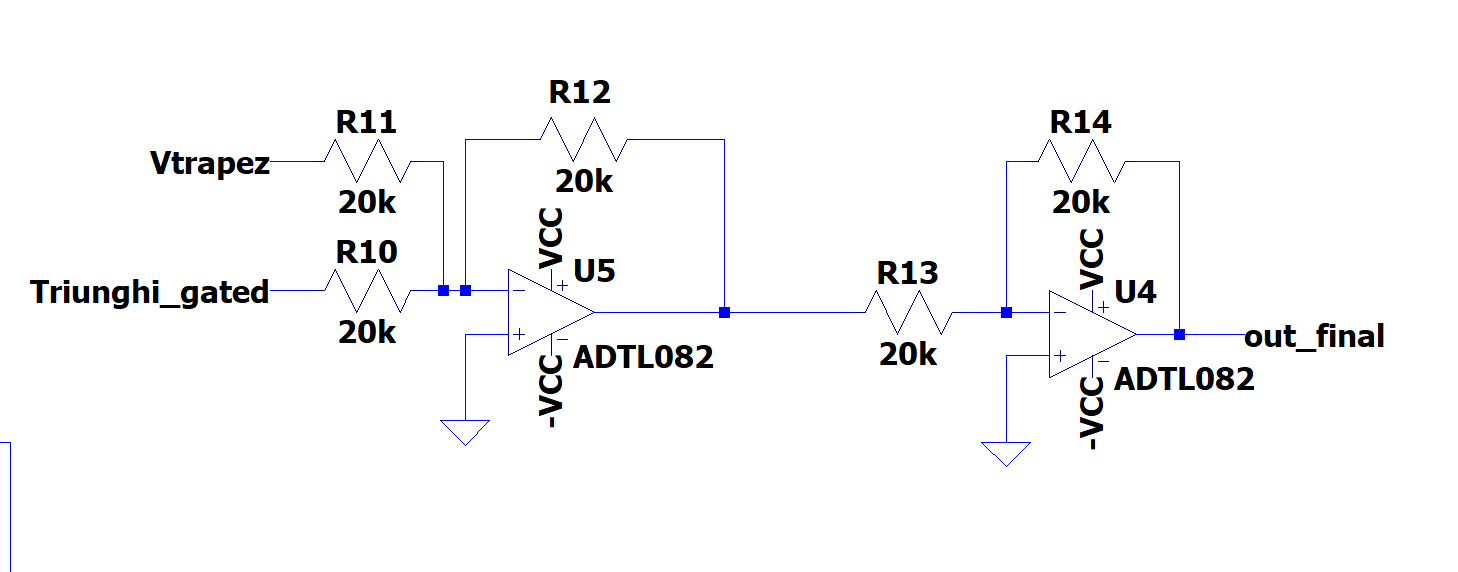 R12
R11
R14
Vtrapez
20k
20k
20k
VCC
R10
VCC
U5
R13
Triunghi_gated
U4
20k
out_final
20k
ADTL082
-VCC
ADTL082
-VCC